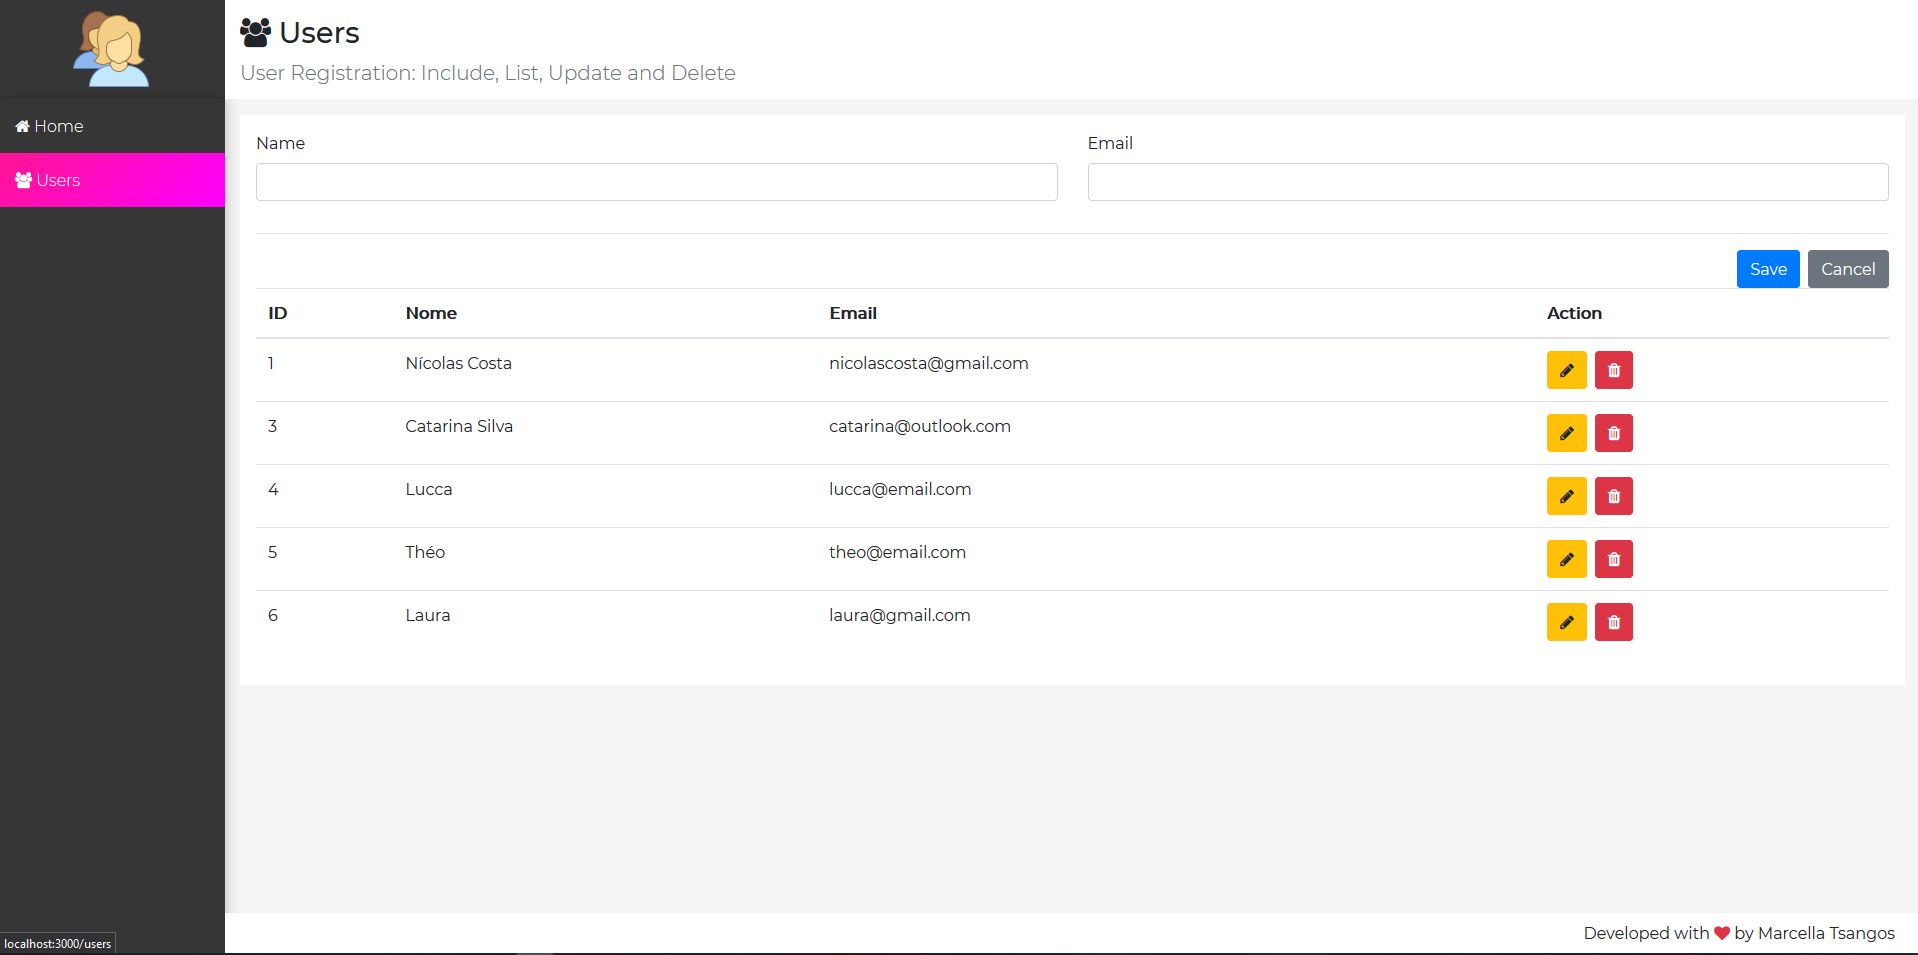 Users
User Registration: Include, List, Update and Delete
Home
Users
Name Email
Save Cancel
ID Nome Email Action
1 Nícolas Costa nicolascosta@gmail.com
3 Catarina Silva catarina@outlook.com
4 Lucca lucca@email.com
5 Théo theo@email.com
6 Laura laura@gmail.com
Developed with ❤ by Marcella Tsangos
localhost:3000/users